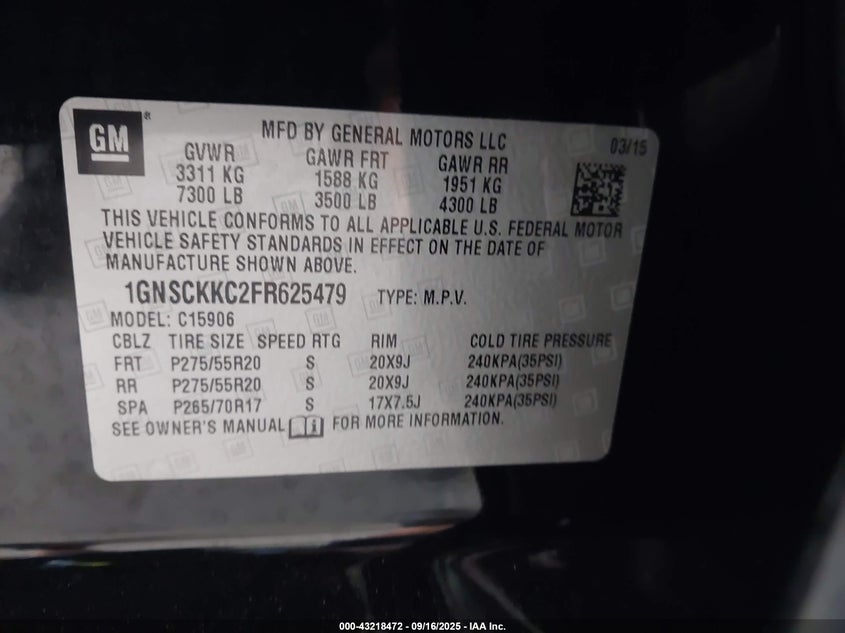 GM ®
MFD BY GENERAL MOTORS LLC
03/15
GVWR GAWR FRT GAWR RR
3311 KG 1588 KG 1951 KG
7300 LB 3500 LB 4300 LB
THIS VEHICLE CONFORMS TO ALL APPLICABLE U.S. FEDERAL MOTOR
VEHICLE SAFETY STANDARDS IN EFFECT ON THE DATE OF
MANUFACTURE SHOWN ABOVE.
1GNSCKKC2FR625479 TYPE: M.P.V.
MODEL: C15906
CBLZ TIRE SIZE SPEED RTG RIM COLD TIRE PRESSURE
FRT P275/55R20 S 20X9J 240KPA(35PSI)
RR P275/55R20 S 20X9J 240KPA(35PSI)
SPA P265/70R17 S 17X7.5J 240KPA(35PSI)
SEE OWNER'S MANUAL i FOR MORE INFORMATION.
000-43218472 - 09/16/2025 - IAA Inc.